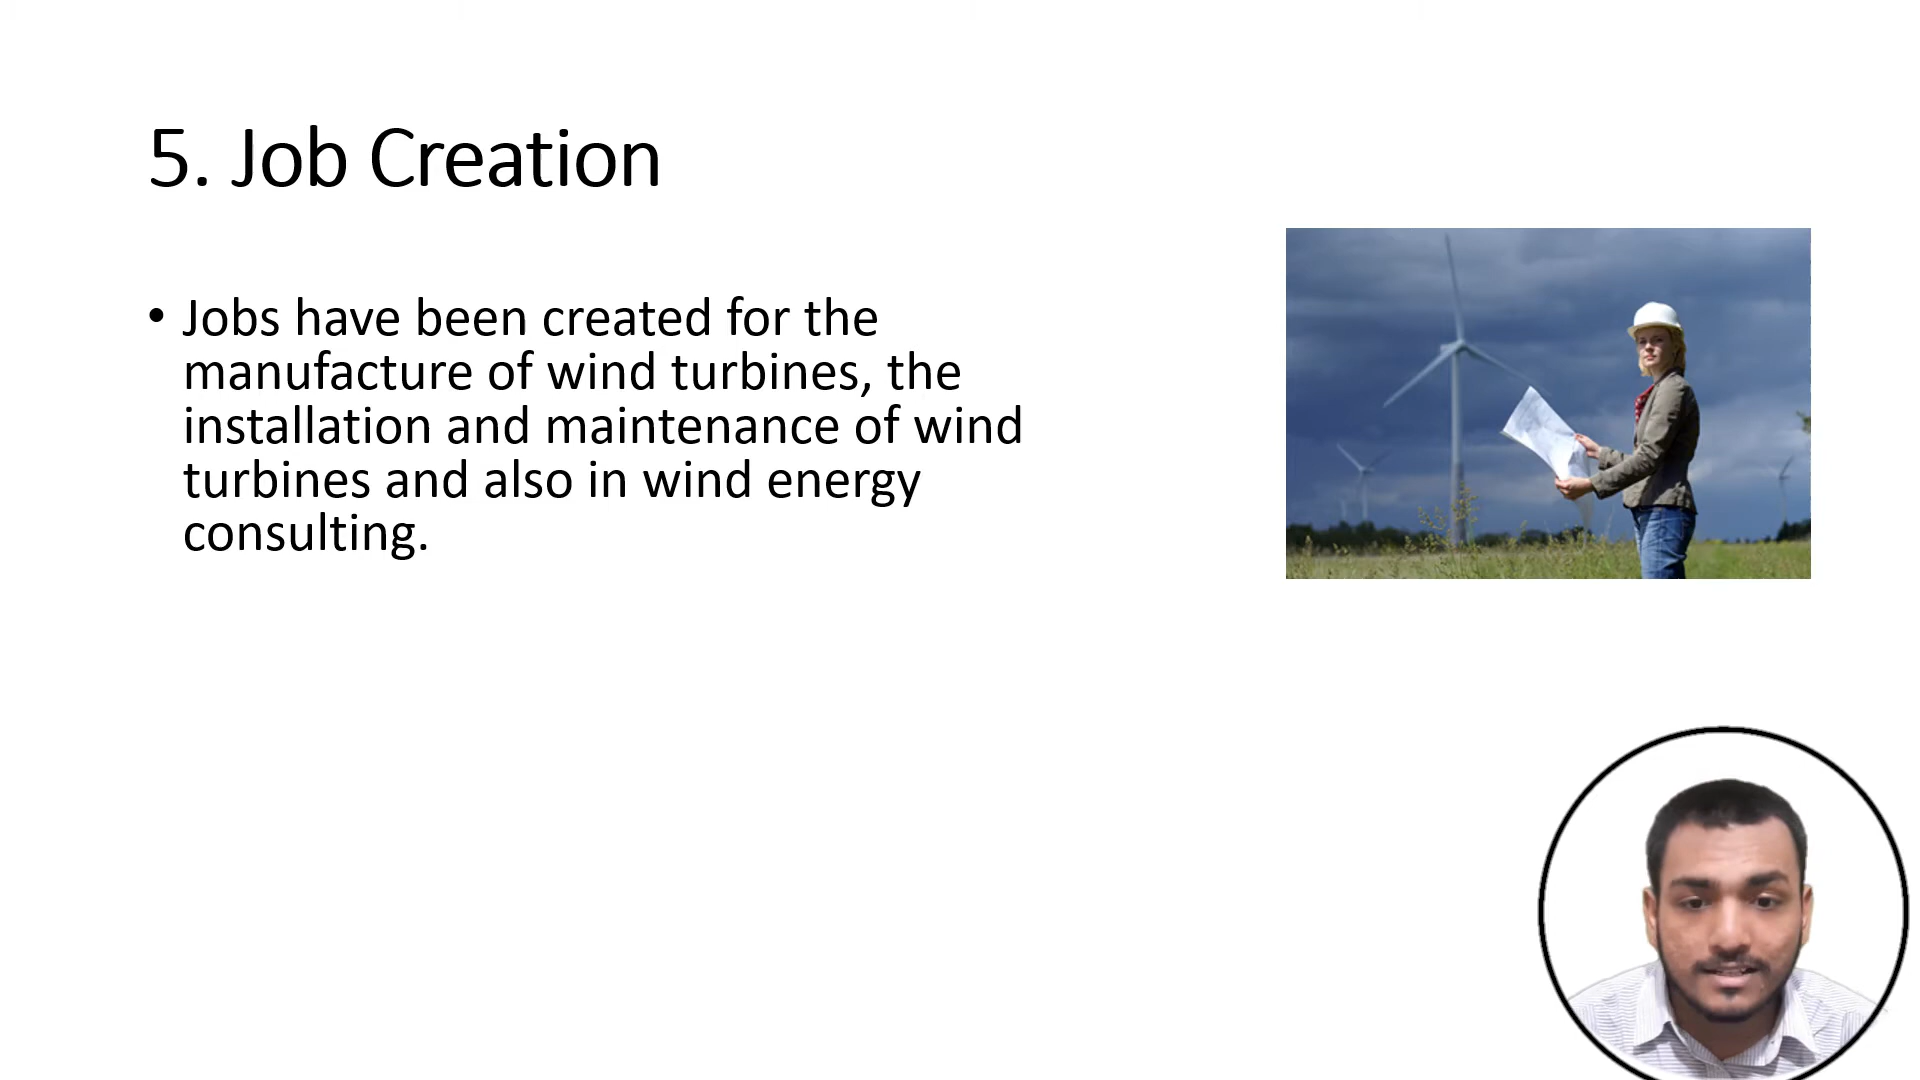 5. Job Creation
• Jobs have been created for the
manufacture of wind turbines, the
installation and maintenance of wind
turbines and also in wind energy
consulting.